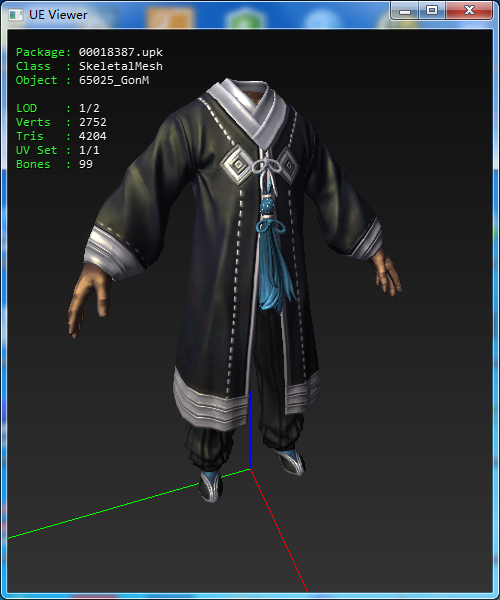 UE Viewer
Package: 00018387.upk
Class : SkeletalMesh
Object : 65025_GonM
LOD : 1/2
Verts : 2752
Tris : 4204
UV Set : 1/1
Bones : 99